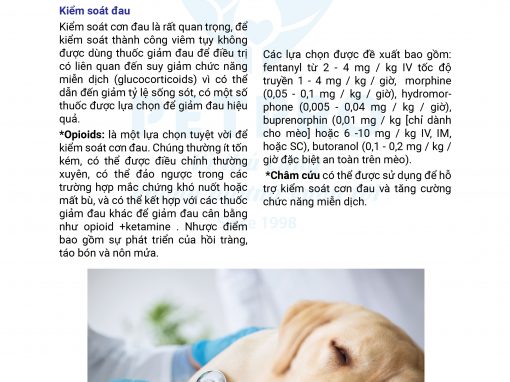 Kiểm soát đau
Kiểm soát cơn đau là rất quan trọng, để
kiểm soát thành công viêm tụy không
được dùng thuốc giảm đau để điều trị
có liên quan đến suy giảm chức năng
miễn dịch (glucocorticoids) vì có thể
dẫn đến giảm tỷ lệ sống sót, có một số
thuốc được lựa chọn để giảm đau hiệu
quả.
*Opioids: là một lựa chọn tuyệt vời để
kiểm soát cơn đau. Chúng thường ít tốn
kém, có thể được điều chỉnh thường
xuyên, có thể đảo ngược trong các
trường hợp mắc chứng khó nuốt hoặc
mất bù, và có thể kết hợp với các thuốc
giảm đau khác để giảm đau cân bằng
như opioid +ketamine . Nhược điểm
bao gồm sự phát triển của hồi tràng,
táo bón và nôn mửa.
Các lựa chọn được đề xuất bao gồm:
fentanyl từ 2 - 4 mg / kg IV tốc độ
truyền 1 - 4 mg / kg / giờ, morphine
(0,05 - 0,1 mg / kg / giờ), hydromor-
phone (0,005 - 0,04 mg / kg / giờ),
buprenorphin (0,01 mg / kg [chỉ dành
cho mèo] hoặc 6 -10 mg / kg IV, IM,
hoặc SC), butoranol (0,1 - 0,2 mg / kg /
giờ đặc biệt an toàn trên mèo).
*Châm cứu có thể được sử dụng để hỗ
trợ kiểm soát cơn đau và tăng cường
chức năng miễn dịch.